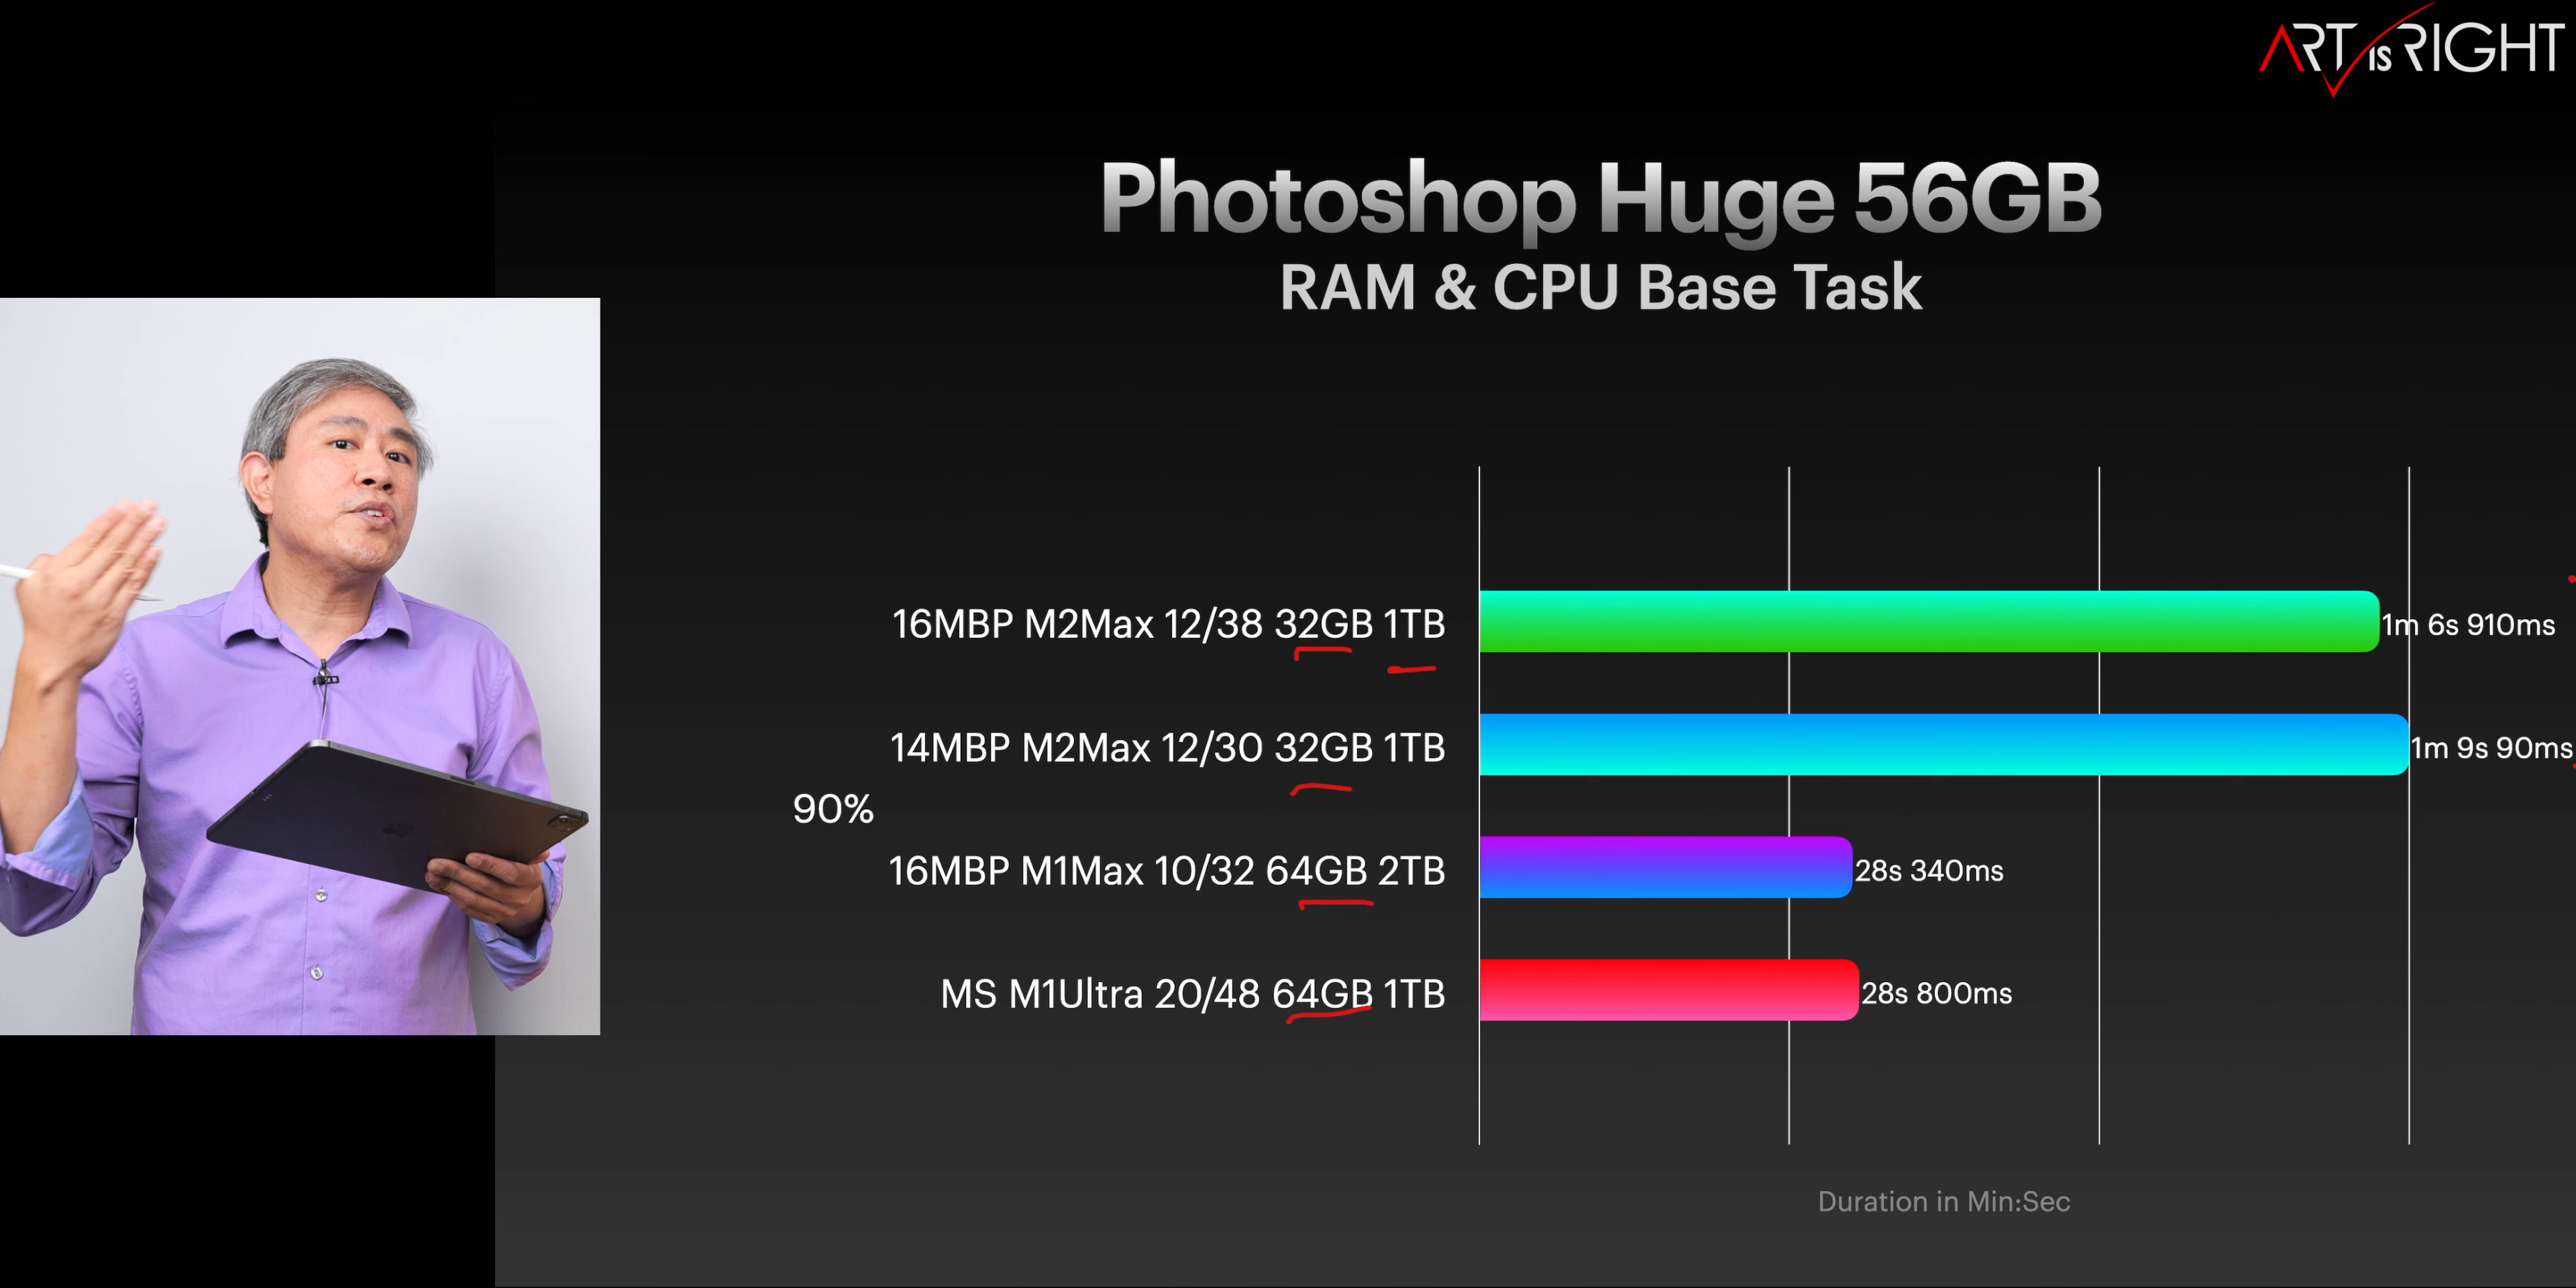 ART is RIGHT
Photoshop Huge 56GB
RAM & CPU Base Task
16MBP M2Max 12/38 32GB 1TB 1m 6s 910ms
14MBP M2Max 12/30 32GB 1TB 1m 9s 90ms
90%
16MBP M1Max 10/32 64GB 2TB 28s 340ms
MS M1Ultra 20/48 64GB 1TB 28s 800ms
Duration in Min:Sec